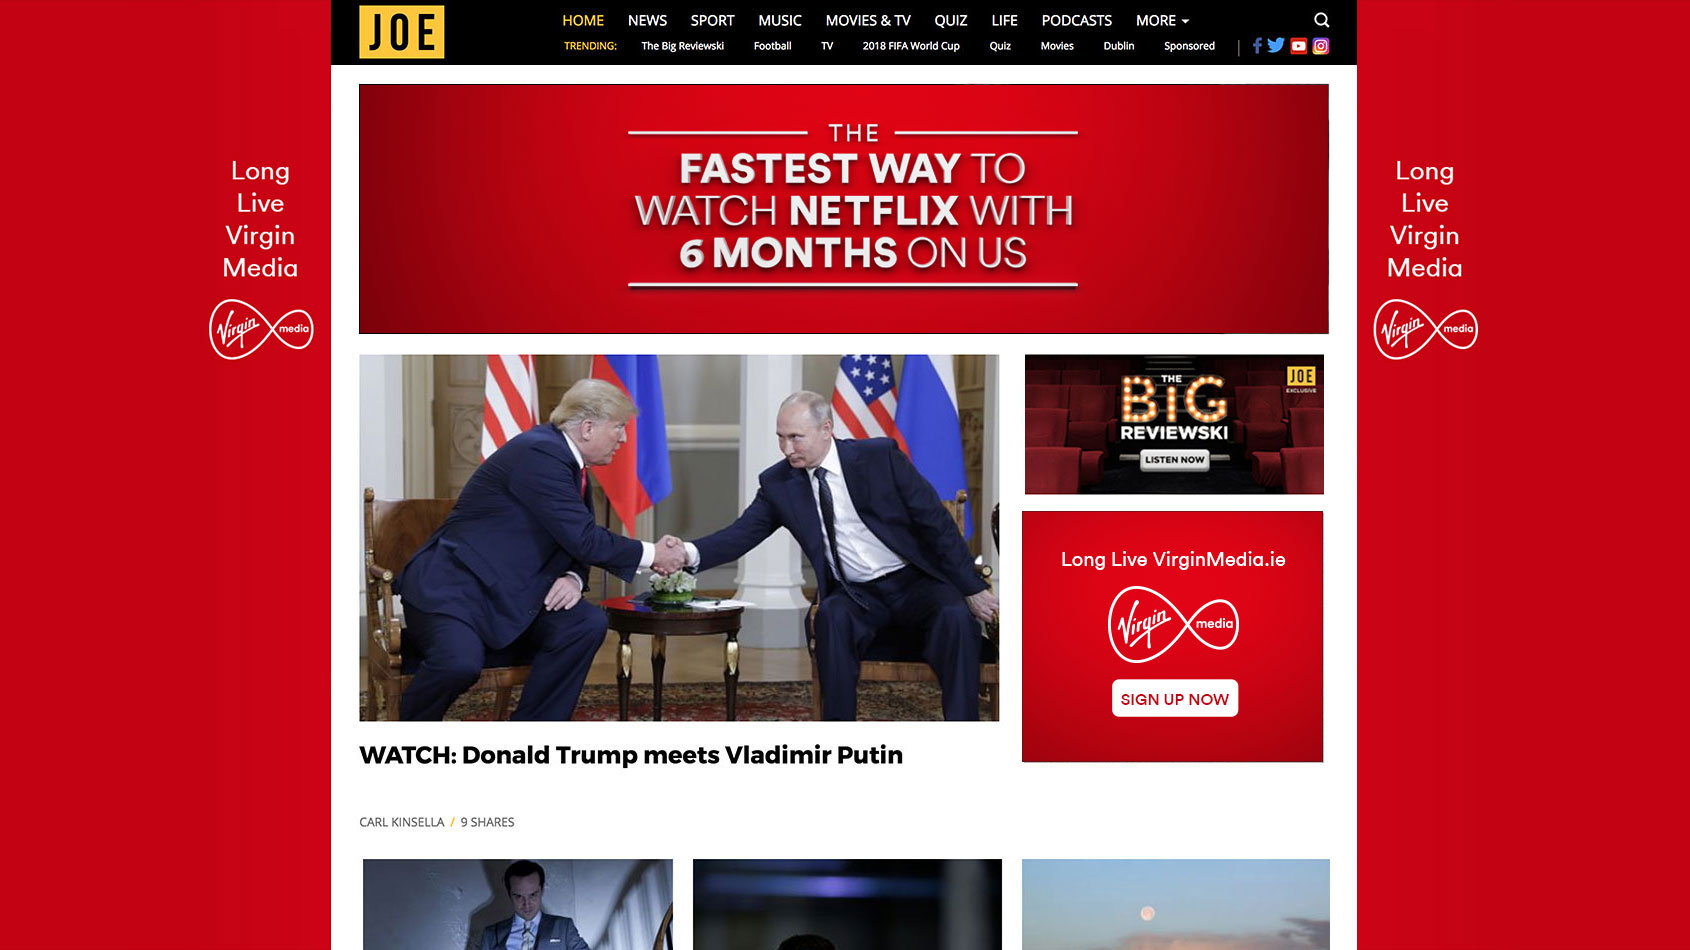 JOE
HOME NEWS SPORT MUSIC MOVIES & TV QUIZ LIFE PODCASTS MORE
TRENDING: The Big Reviewski Football TV 2018 FIFA World Cup Quiz Movies Dublin Sponsored
Long
Live
Virgin
Media
Virgin media
THE
FASTEST WAY TO
WATCH NETFLIX WITH
6 MONTHS ON US
Long
Live
Virgin
Media
Virgin media
THE
BIG
REVIEWSKI
LISTEN NOW
JOE
EXCLUSIVE
Long Live VirginMedia.ie
Virgin media
SIGN UP NOW
WATCH: Donald Trump meets Vladimir Putin
CARL KINSELLA / 9 SHARES